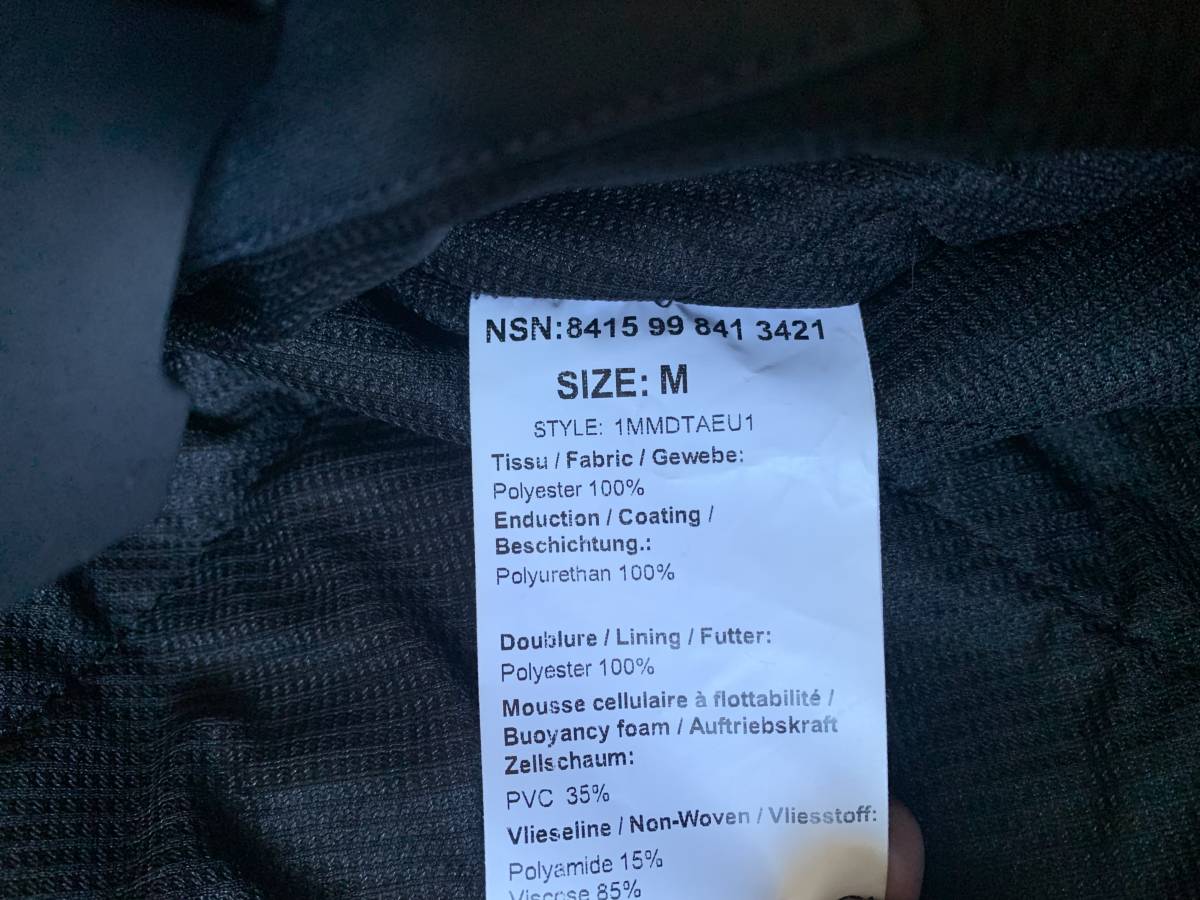 NSN:8415 99 841 3421
SIZE: M
STYLE: 1MMDTAEU1
Tissu / Fabric / Gewebe:
Polyester 100%
Enduction / Coating /
Beschichtung.:
Polyurethan 100%
Doublure / Lining / Futter:
Polyester 100%
Mousse cellulaire à flottabilité /
Buoyancy foam / Auftriebskraft
Zellschaum:
PVC 35%
Vlieseline / Non-Woven / Vliesstoff:
Polyamide 15%
Viscose 85%